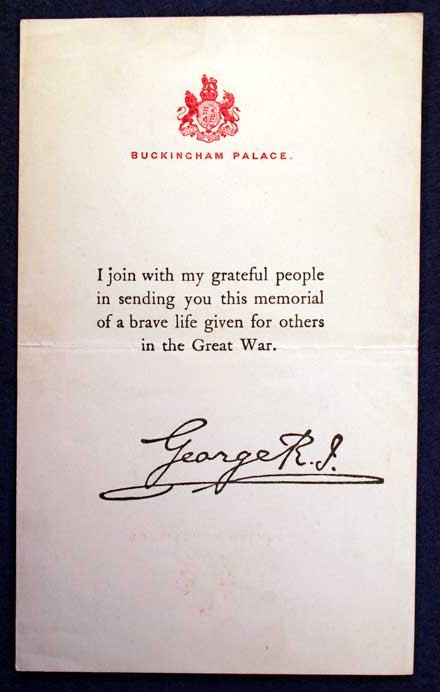 BUCKINGHAM PALACE.
I join with my grateful people
in sending you this memorial
of a brave life given for others
in the Great War.
George R.I.